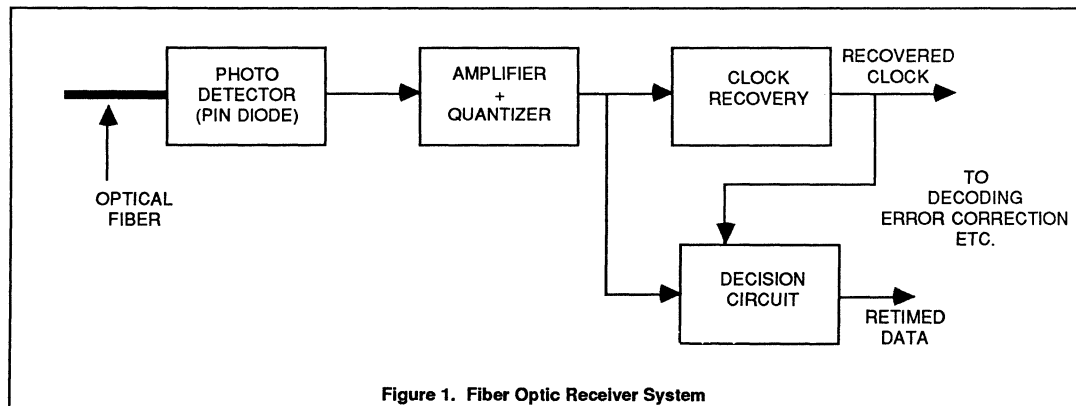 PHOTO
DETECTOR
(PIN DIODE)
AMPLIFIER
+
QUANTIZER
CLOCK
RECOVERY
RECOVERED
CLOCK
OPTICAL
FIBER
TO
DECODING
ERROR CORRECTION
ETC.
DECISION
CIRCUIT
RETIMED
DATA
Figure 1. Fiber Optic Receiver System